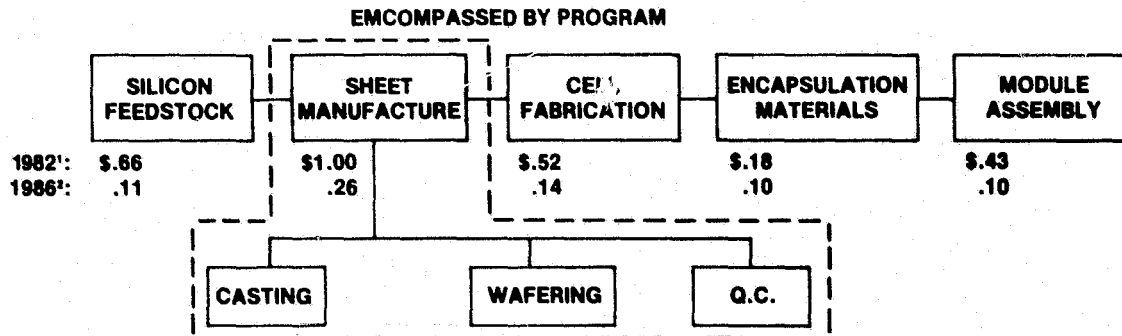 EMCOMPASSED BY PROGRAM
SILICON FEEDSTOCK
SHEET MANUFACTURE
FABRICATION
ENCAPSULATION MATERIALS
MODULE ASSEMBLY
1982¹: $.66 $1.00 $.52 $.18 $.43
1986²: .11 .26 .14 .10 .10
CASTING WAFERING Q.C.